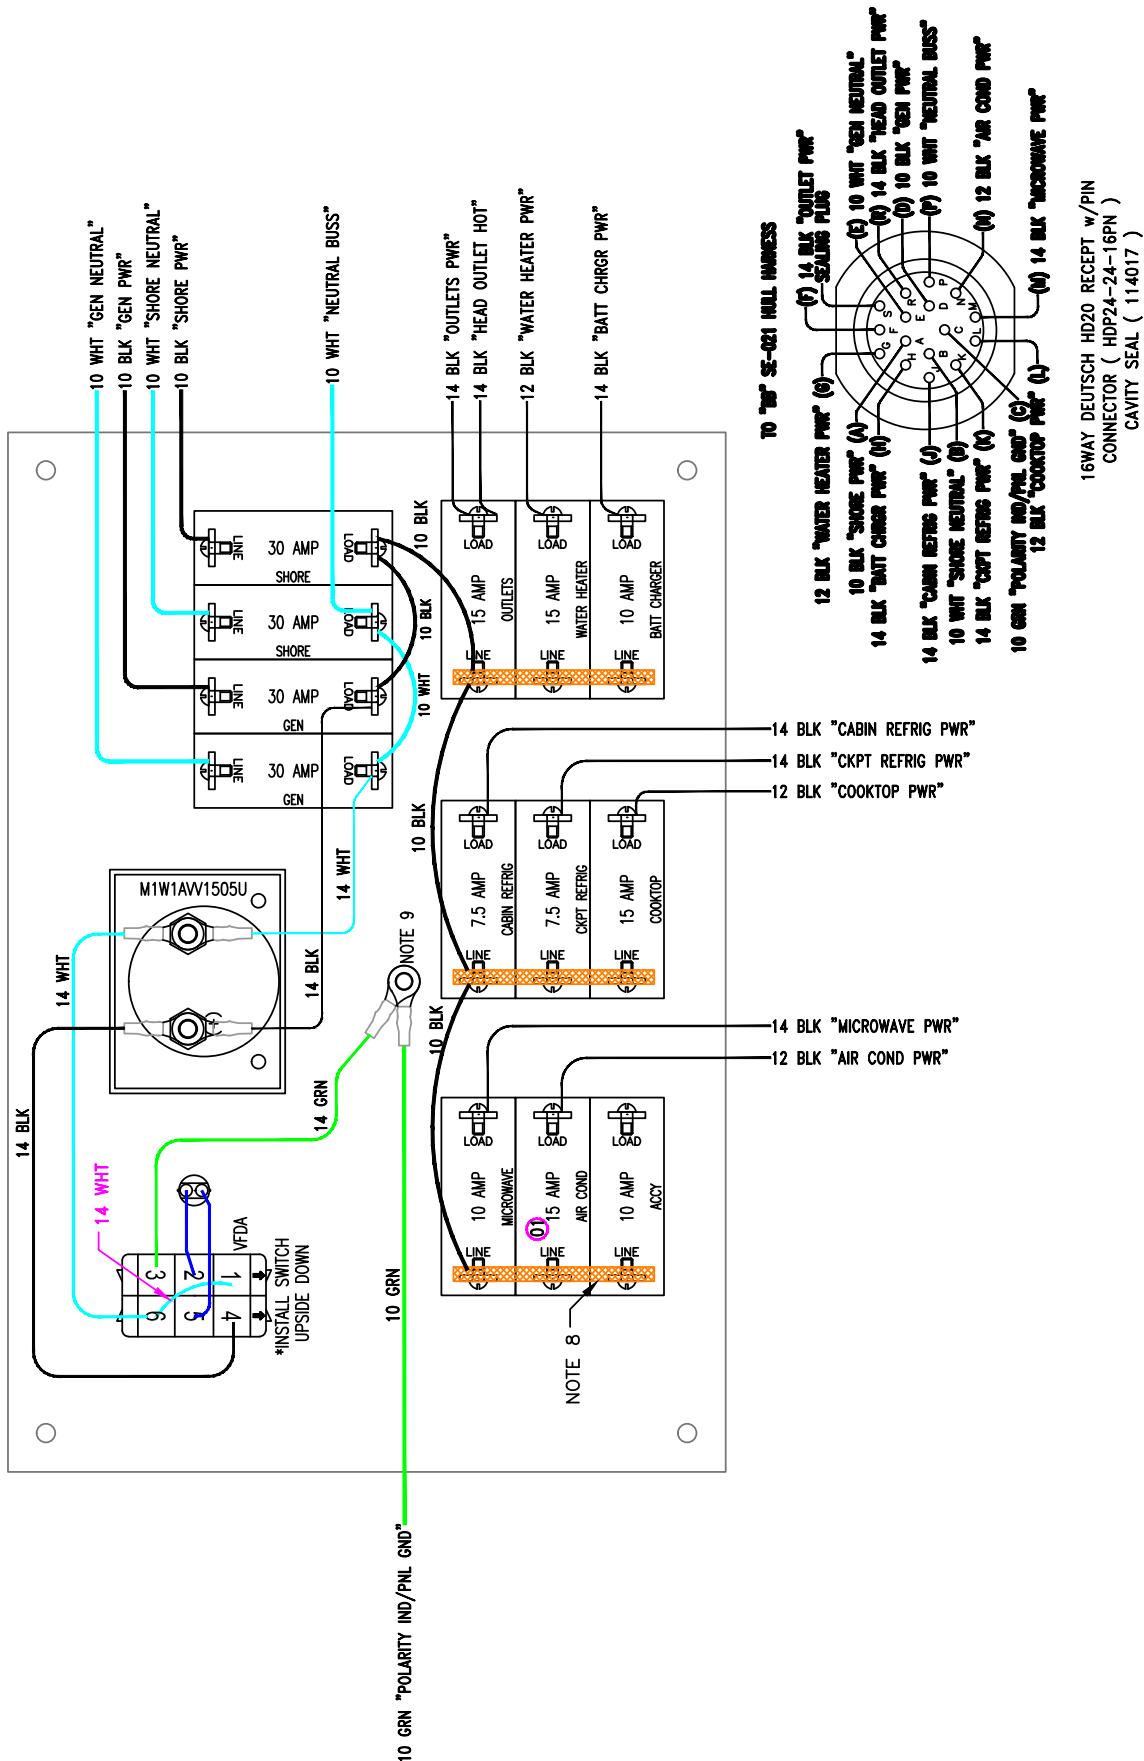 10 WHT "GEN NEUTRAL"
10 BLK "GEN PWR"
10 WHT "SHORE NEUTRAL"
10 BLK "SHORE PWR"
10 WHT "NEUTRAL BUSS"
14 BLK "OUTLETS PWR"
14 BLK "HEAD OUTLET HOT"
12 BLK "WATER HEATER PWR"
14 BLK "BATT CHRGR PWR"
LINE
30 AMP
LOAD
SHORE
LINE
30 AMP
LOAD
SHORE
LINE
30 AMP
LOAD
GEN
LINE
30 AMP
LOAD
GEN
10 BLK
10 BLK
10 WHT
LOAD
15 AMP
OUTLETS
LINE
LOAD
15 AMP
WATER HEATER
LINE
LOAD
10 AMP
BATT CHARGER
LINE
14 BLK "CABIN REFRIG PWR"
14 BLK "CKPT REFRIG PWR"
12 BLK "COOKTOP PWR"
10 BLK
LOAD
7.5 AMP
CABIN REFRIG
LINE
LOAD
7.5 AMP
CKPT REFRIG
LINE
LOAD
15 AMP
COOKTOP
LINE
14 BLK "MICROWAVE PWR"
12 BLK "AIR COND PWR"
10 BLK
LOAD
10 AMP
MICROWAVE
LINE
LOAD
15 AMP
AIR COND
LINE
01
LOAD
10 AMP
ACCY
LINE
NOTE 8
M1W1AVV1505U
(+)
14 WHT
14 WHT
14 BLK
14 BLK
NOTE 9
14 GRN
10 GRN
14 WHT
VFDA
3
2
1
6
5
4
*INSTALL SWITCH
UPSIDE DOWN
10 GRN "POLARITY IND/PNL GND"
TO "BB" SE-021 HULL HARNESS
(F) 14 BLK "OUTLET PWR"
SEALING PLUG
(E) 10 WHT "GEN NEUTRAL"
(R) 14 BLK "HEAD OUTLET PWR"
(D) 10 BLK "GEN PWR"
(P) 10 WHT "NEUTRAL BUSS"
(N) 12 BLK "AIR COND PWR"
(M) 14 BLK "MICROWAVE PWR"
12 BLK "WATER HEATER PWR" (G)
10 BLK "SHORE PWR" (A)
14 BLK "BATT CHRGR PWR" (H)
14 BLK "CABIN REFRIG PWR" (J)
10 WHT "SHORE NEUTRAL" (B)
14 BLK "CKPT REFRIG PWR" (K)
10 GRN "POLARITY IND/PNL GND" (C)
12 BLK "COOKTOP PWR" (L)
G
F
S
H
A
E
R
J
B
D
P
K
C
N
L
M
16WAY DEUTSCH HD20 RECEPT w/PIN
CONNECTOR ( HDP24-24-16PN )
CAVITY SEAL ( 114017 )